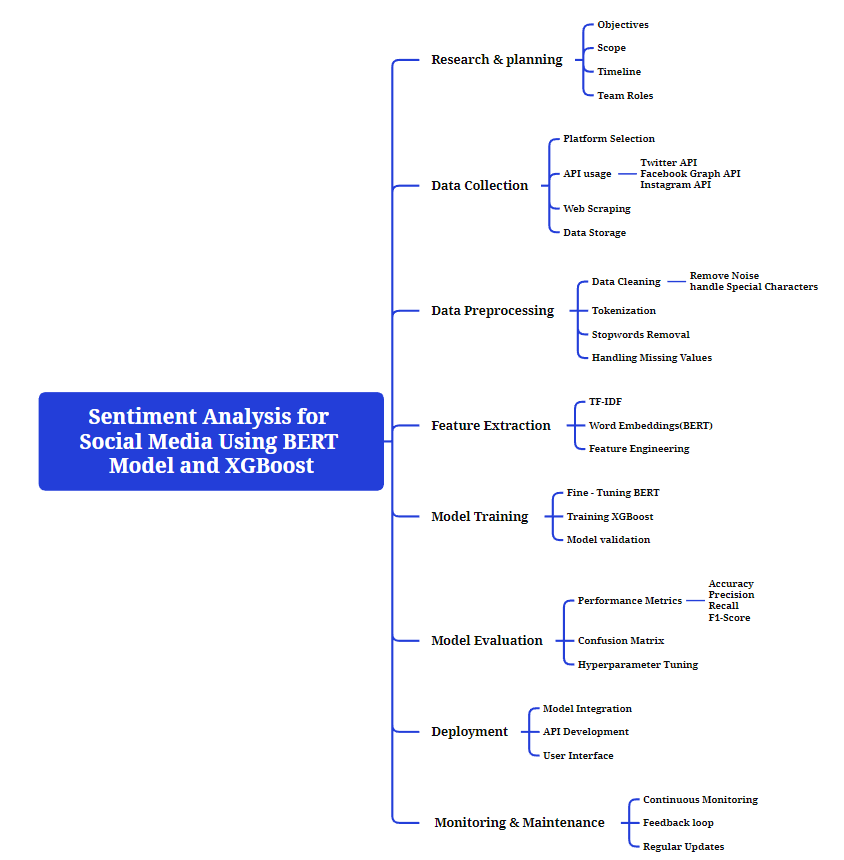 Sentiment Analysis for
Social Media Using BERT
Model and XGBoost
Research & planning
Objectives
Scope
Timeline
Team Roles
Data Collection
Platform Selection
API usage
Twitter API
Facebook Graph API
Instagram API
Web Scraping
Data Storage
Data Preprocessing
Data Cleaning
Remove Noise
handle Special Characters
Tokenization
Stopwords Removal
Handling Missing Values
Feature Extraction
TF-IDF
Word Embeddings(BERT)
Feature Engineering
Model Training
Fine - Tuning BERT
Training XGBoost
Model validation
Model Evaluation
Performance Metrics
Accuracy
Precision
Recall
F1-Score
Confusion Matrix
Hyperparameter Tuning
Deployment
Model Integration
API Development
User Interface
Monitoring & Maintenance
Continuous Monitoring
Feedback loop
Regular Updates